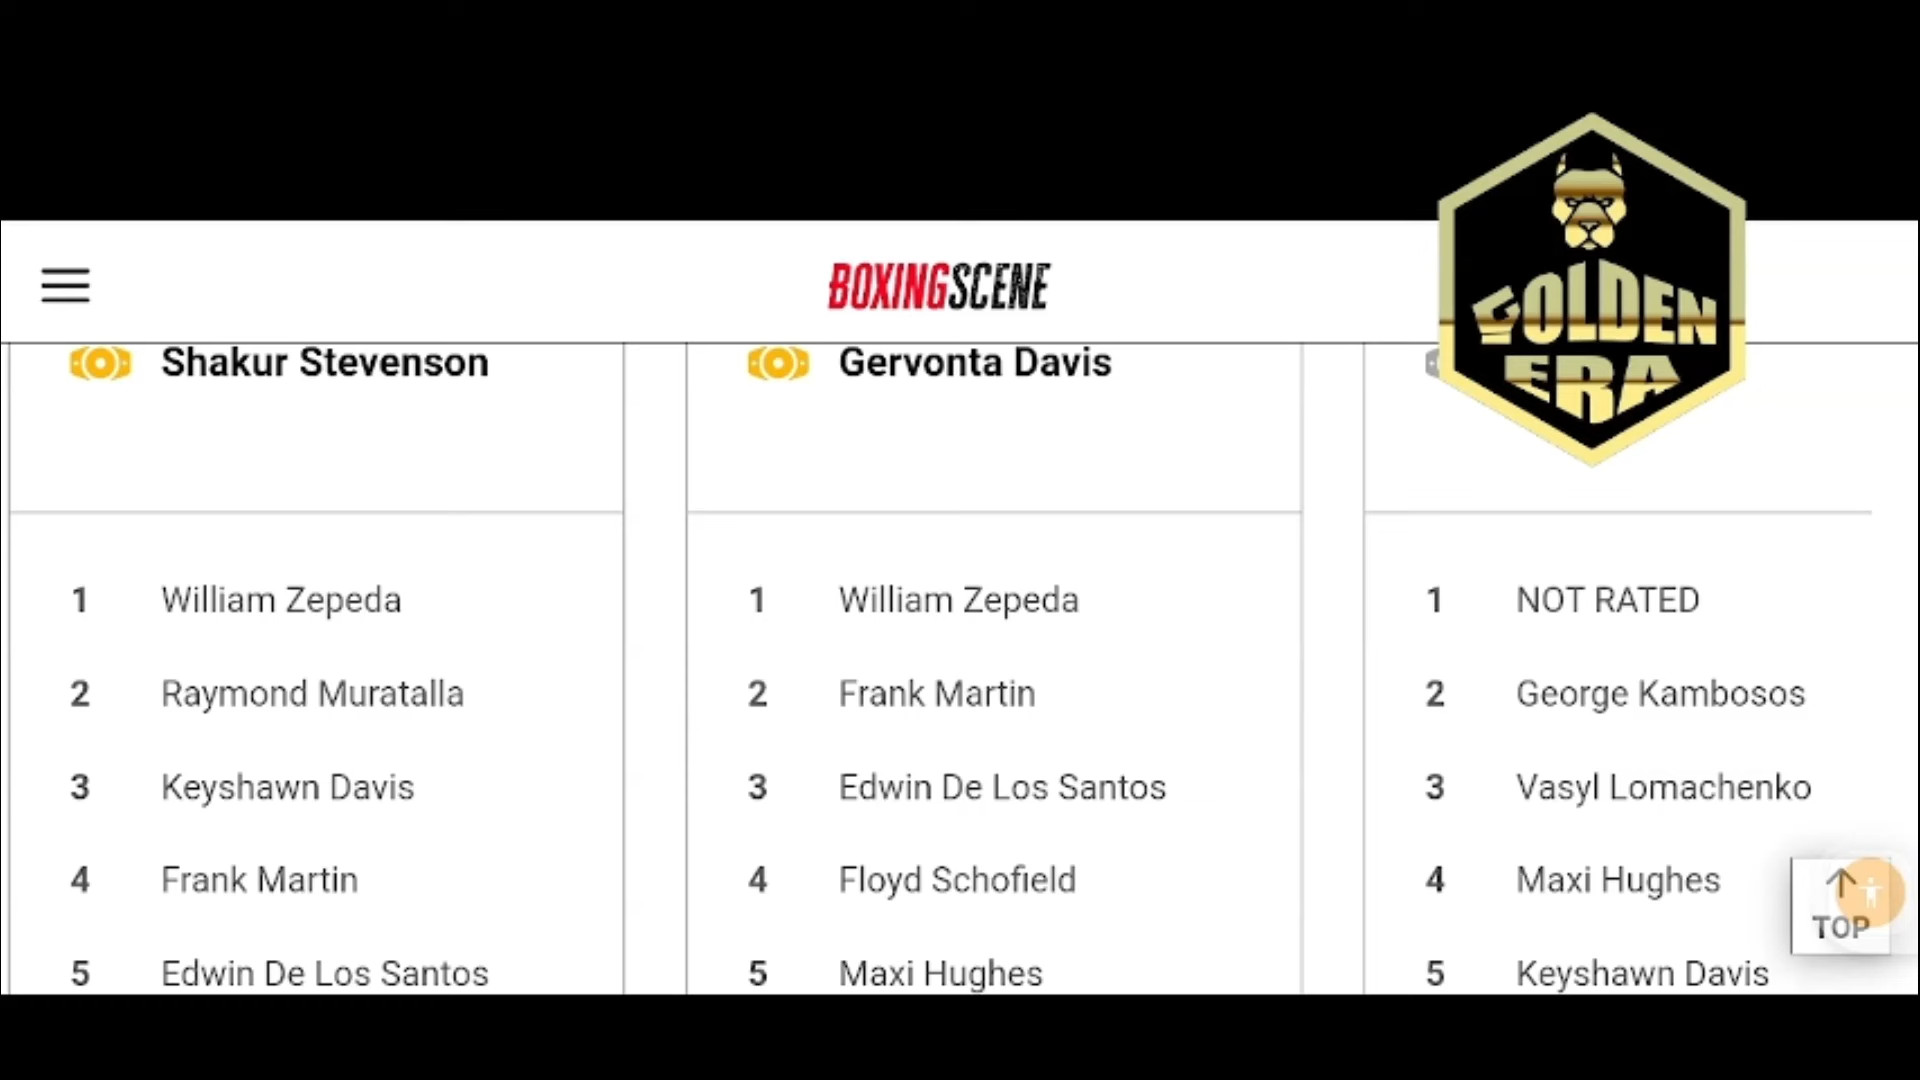 BOXINGSCENE
GOLDEN
ERA
Shakur Stevenson
1 William Zepeda
2 Raymond Muratalla
3 Keyshawn Davis
4 Frank Martin
5 Edwin De Los Santos
Gervonta Davis
1 William Zepeda
2 Frank Martin
3 Edwin De Los Santos
4 Floyd Schofield
5 Maxi Hughes
1 NOT RATED
2 George Kambosos
3 Vasyl Lomachenko
4 Maxi Hughes
5 Keyshawn Davis
TOP